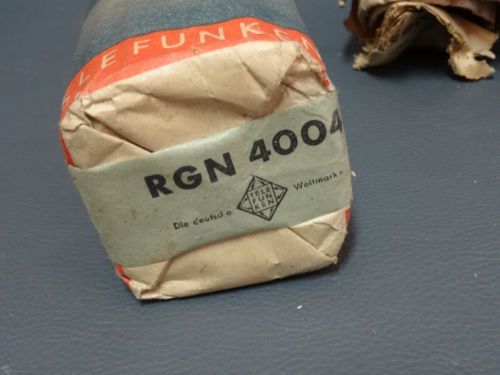 TELEFUNKEN
RGN 4004
TELE
FUN
KEN
Die deutsche Weltmarke